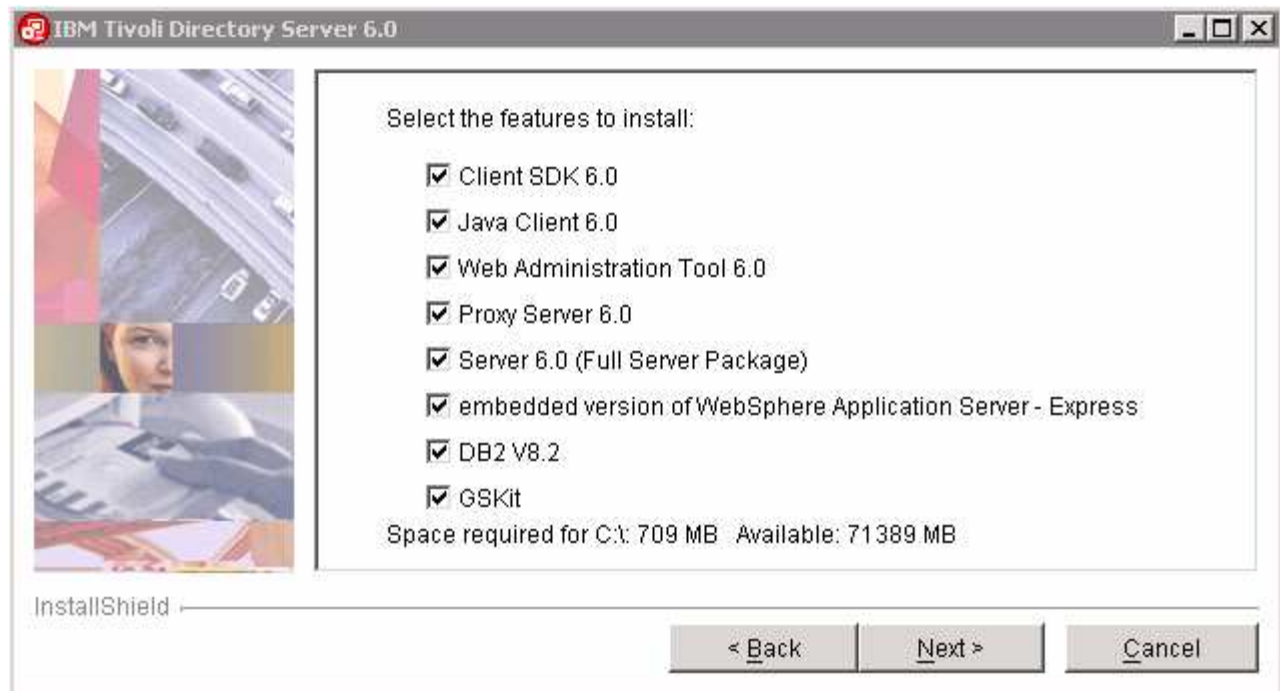 IBM Tivoli Directory Server 6.0
Select the features to install:
Client SDK 6.0
Java Client 6.0
Web Administration Tool 6.0
Proxy Server 6.0
Server 6.0 (Full Server Package)
embedded version of WebSphere Application Server - Express
DB2 V8.2
GSKit
Space required for C:\: 709 MB Available: 71389 MB
InstallShield
< Back Next > Cancel